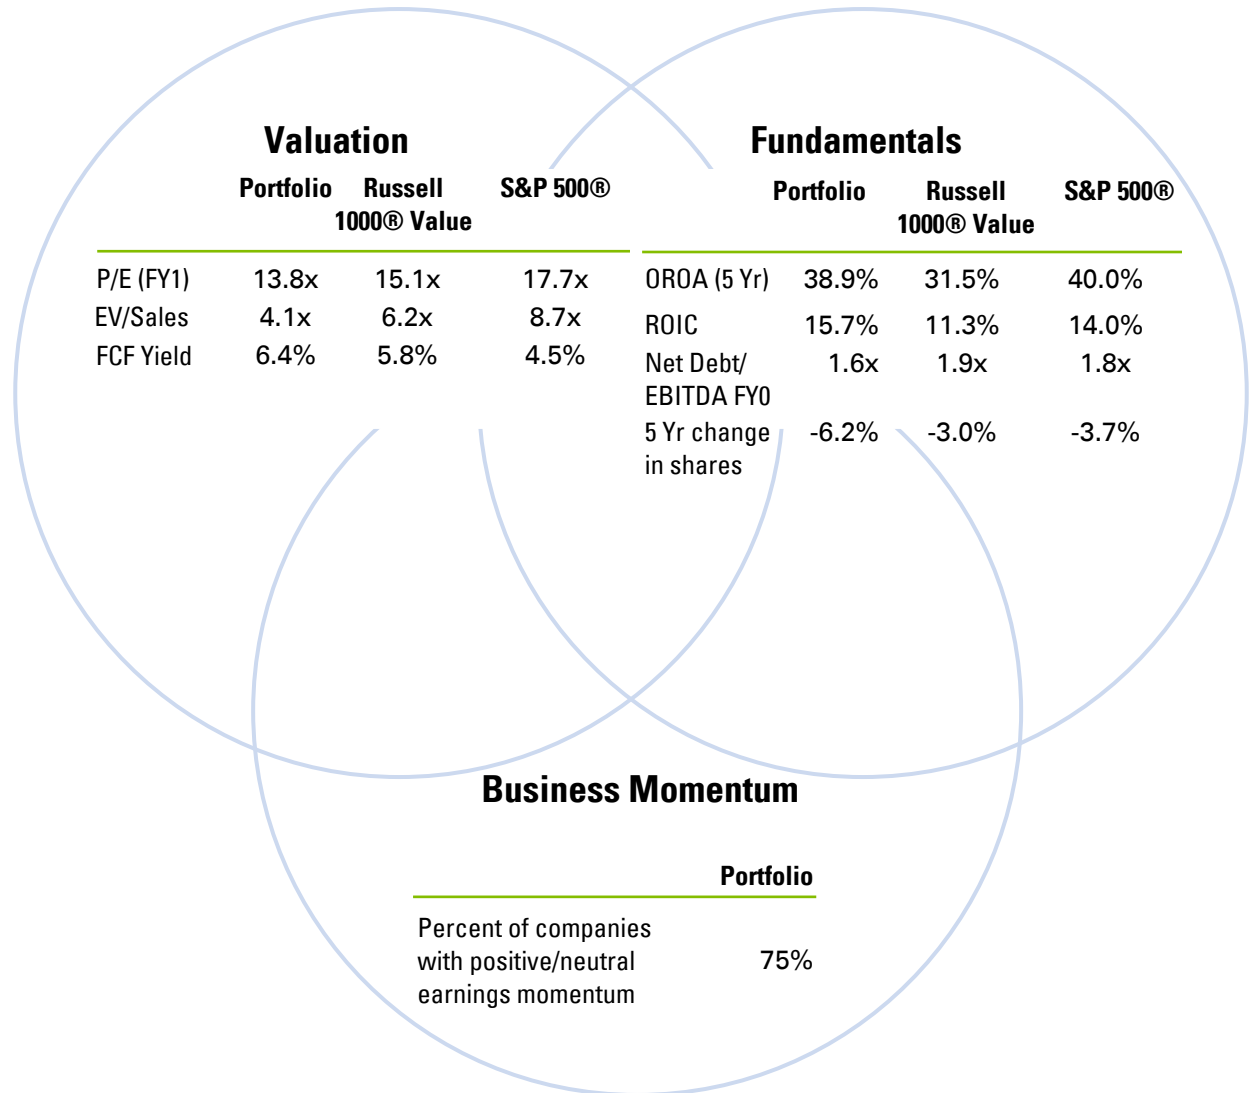 Valuation
Portfolio Russell S&P 500®
1000® Value
P/E (FY1) 13.8x 15.1x 17.7x
EV/Sales 4.1x 6.2x 8.7x
FCF Yield 6.4% 5.8% 4.5%
Fundamentals
Portfolio Russell S&P 500®
1000® Value
OROA (5 Yr) 38.9% 31.5% 40.0%
ROIC 15.7% 11.3% 14.0%
Net Debt/ 1.6x 1.9x 1.8x
EBITDA FY0
5 Yr change -6.2% -3.0% -3.7%
in shares
Business Momentum
Portfolio
Percent of companies
with positive/neutral 75%
earnings momentum